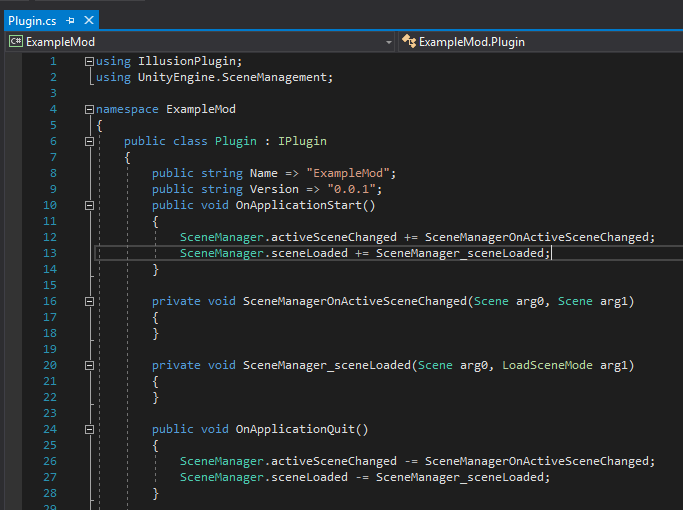 Plugin.cs
C# ExampleMod
ExampleMod.Plugin
1 using IllusionPlugin;
2 using UnityEngine.SceneManagement;
3
4 namespace ExampleMod
5 {
6 public class Plugin : IPlugin
7 {
8 public string Name => "ExampleMod";
9 public string Version => "0.0.1";
10 public void OnApplicationStart()
11 {
12 SceneManager.activeSceneChanged += SceneManagerOnActiveSceneChanged;
13 SceneManager.sceneLoaded += SceneManager_sceneLoaded;
14 }
15
16 private void SceneManagerOnActiveSceneChanged(Scene arg0, Scene arg1)
17 {
18 }
19
20 private void SceneManager_sceneLoaded(Scene arg0, LoadSceneMode arg1)
21 {
22 }
23
24 public void OnApplicationQuit()
25 {
26 SceneManager.activeSceneChanged -= SceneManagerOnActiveSceneChanged;
27 SceneManager.sceneLoaded -= SceneManager_sceneLoaded;
28 }
29